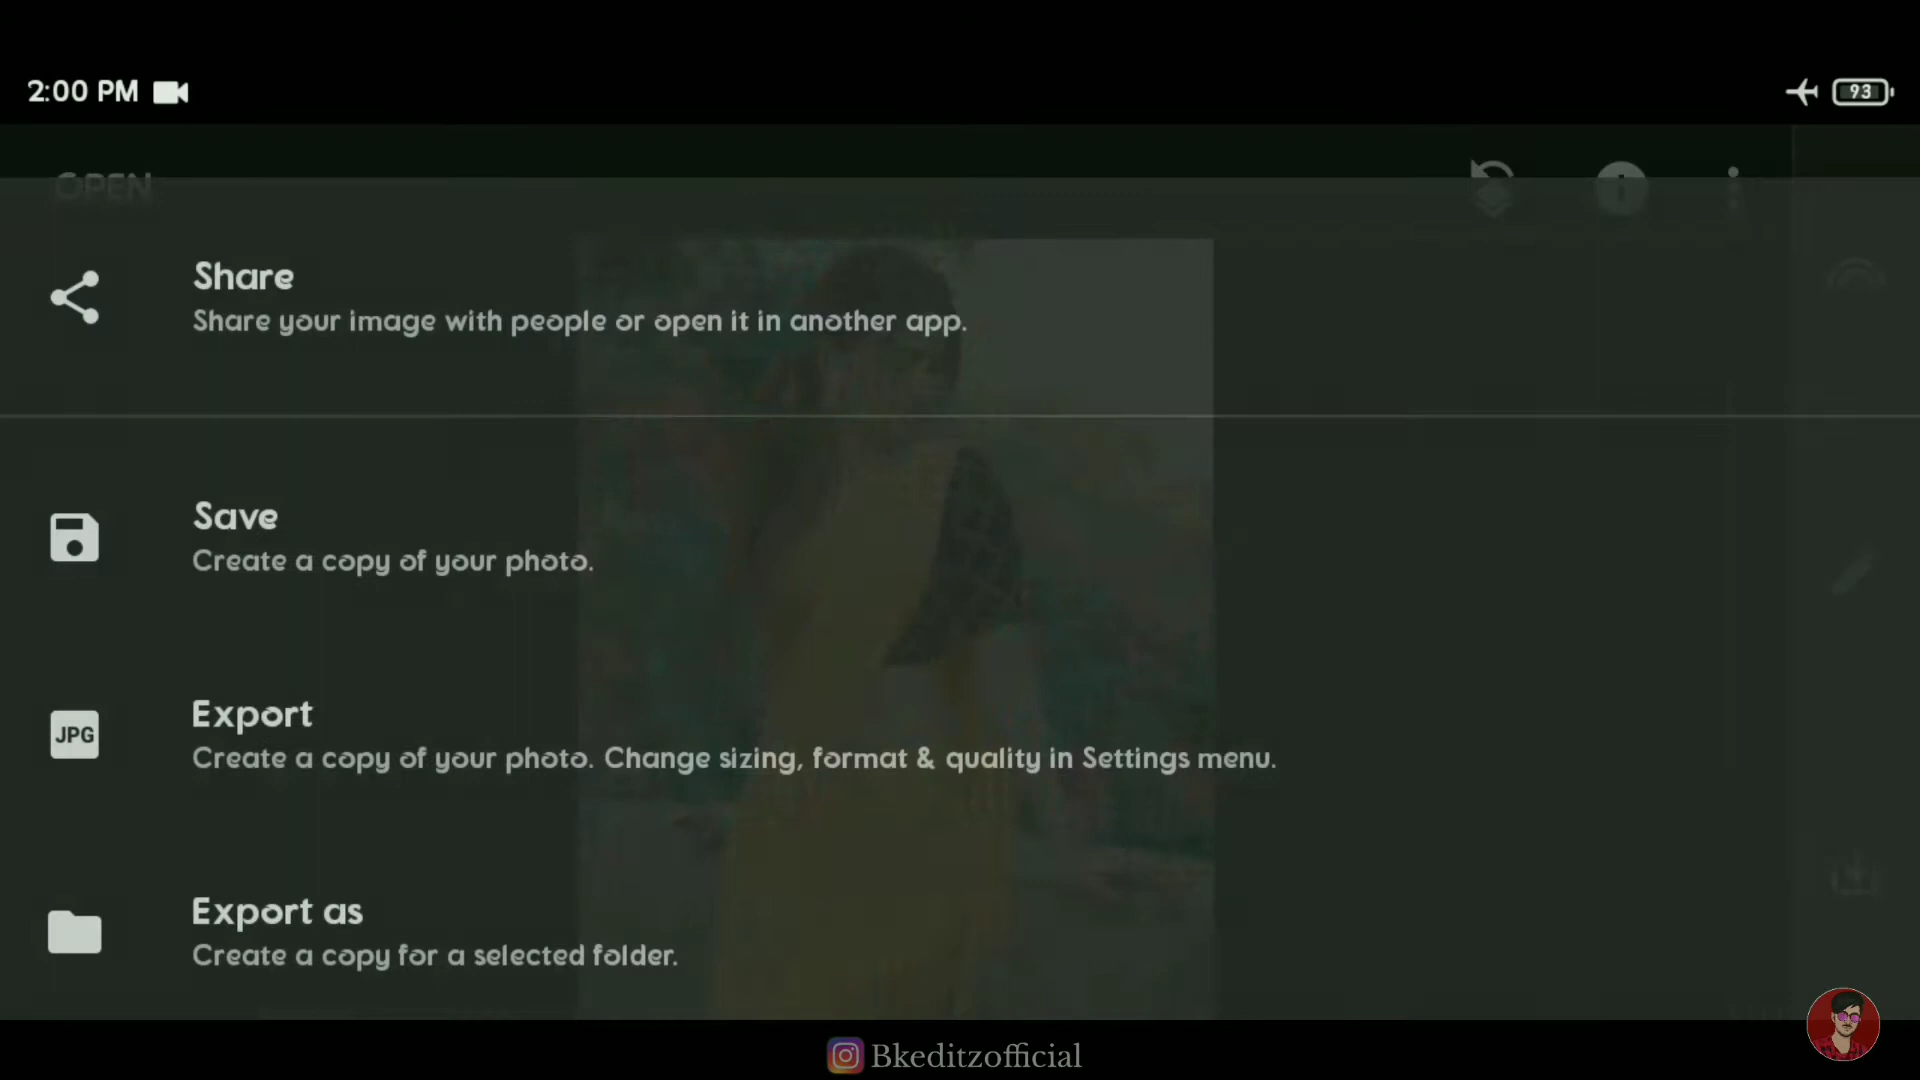 2:00 PM
93
OPEN
Share
Share your image with people or open it in another app.
Save
Create a copy of your photo.
JPG
Export
Create a copy of your photo. Change sizing, format & quality in Settings menu.
Export as
Create a copy for a selected folder.
Bkeditzofficial